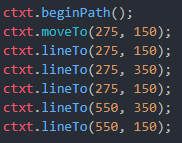 ctxt.beginPath();
ctxt.moveTo(275, 150);
ctxt.lineTo(275, 150);
ctxt.lineTo(275, 350);
ctxt.lineTo(275, 150);
ctxt.lineTo(550, 350);
ctxt.lineTo(550, 150);